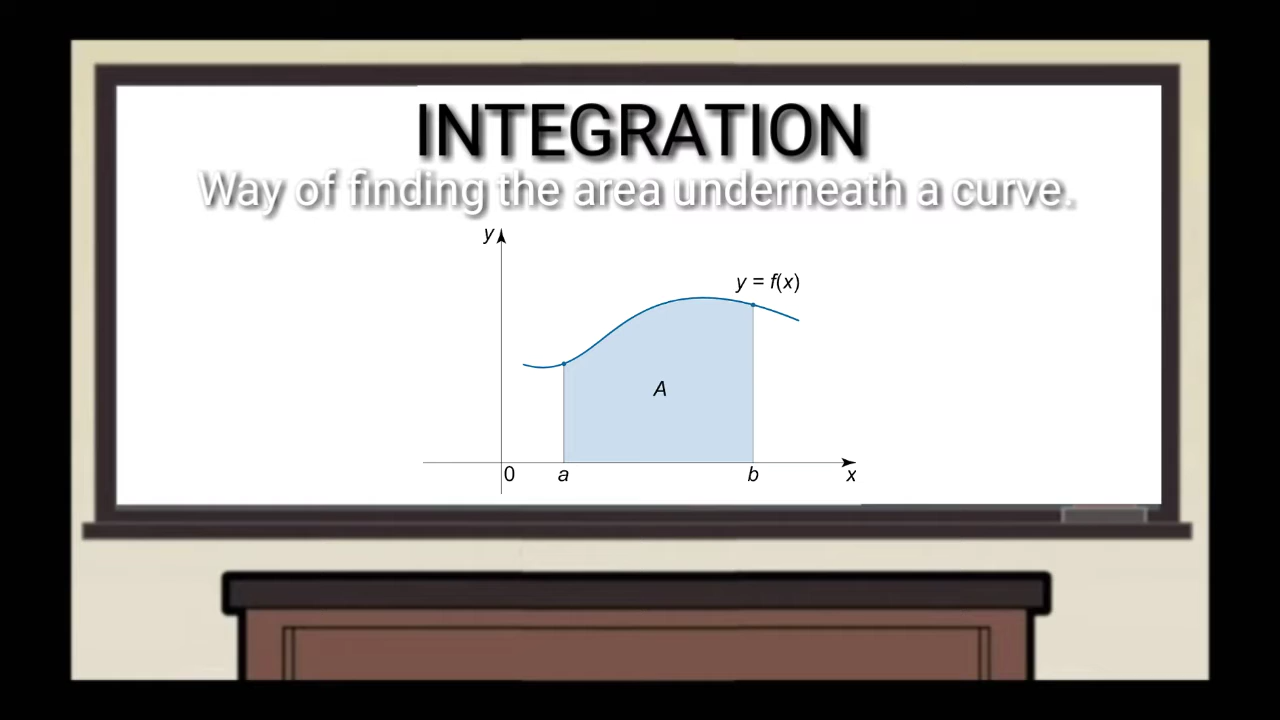 INTEGRATION
Way of finding the area underneath a curve.
y
y = f(x)
A
0 a b x